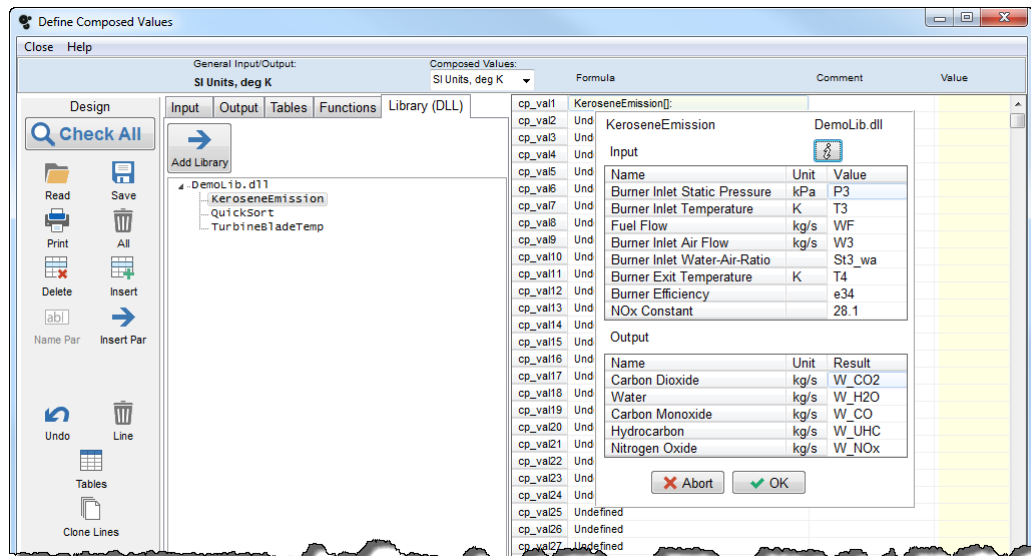 Define Composed Values
Close Help
General Input/Output:
SI Units, deg K
Composed Values:
SI Units, deg K
Formula
Comment
Value
Design
Check All
Read
Save
Print
All
Delete
Insert
ab|
Name Par
Insert Par
Undo
Line
Tables
Clone Lines
Input Output Tables Functions Library (DLL)
Add Library
DemoLib.dll
KeroseneEmission
QuickSort
TurbineBladeTemp
cp_val1 KeroseneEmission[]:
cp_val2 Und
cp_val3 Und
cp_val4 Und
cp_val5 Und
cp_val6 Und
cp_val7 Und
cp_val8 Und
cp_val9 Und
cp_val10 Und
cp_val11 Und
cp_val12 Und
cp_val13 Und
cp_val14 Und
cp_val15 Und
cp_val16 Und
cp_val17 Und
cp_val18 Und
cp_val19 Und
cp_val20 Und
cp_val21 Und
cp_val22 Und
cp_val23 Und
cp_val24 Und
cp_val25 Undefined
cp_val26 Undefined
cp_val27 Undefined
KeroseneEmission DemoLib.dll
Input
i
Name Unit Value
Burner Inlet Static Pressure kPa P3
Burner Inlet Temperature K T3
Fuel Flow kg/s WF
Burner Inlet Air Flow kg/s W3
Burner Inlet Water-Air-Ratio St3_wa
Burner Exit Temperature K T4
Burner Efficiency e34
NOx Constant 28.1
Output
Name Unit Result
Carbon Dioxide kg/s W_CO2
Water kg/s W_H2O
Carbon Monoxide kg/s W_CO
Hydrocarbon kg/s W_UHC
Nitrogen Oxide kg/s W_NOx
Abort
OK